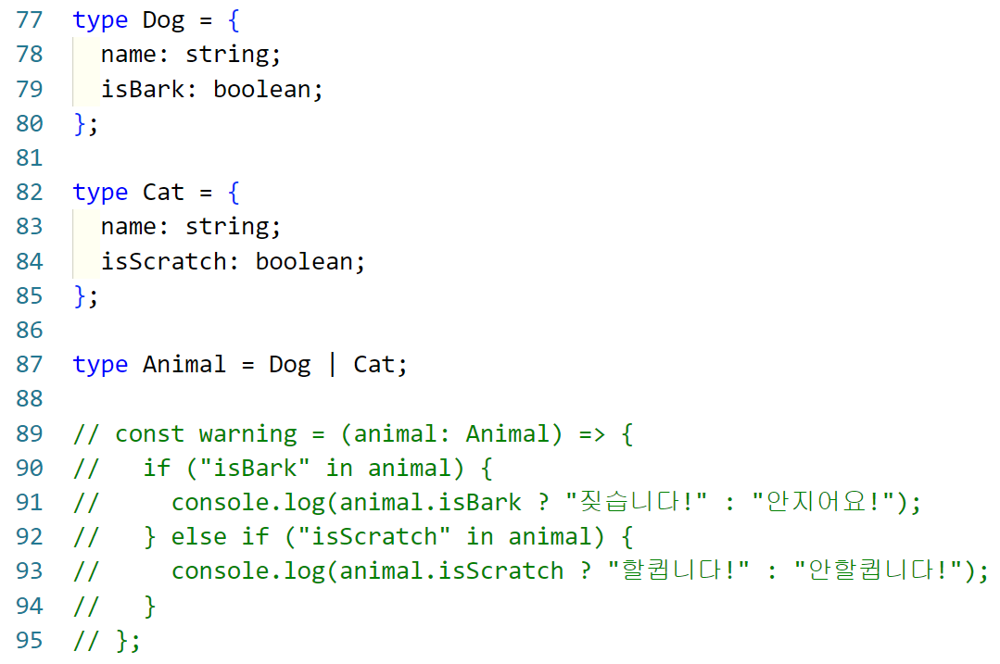 77 type Dog = {
78   name: string;
79   isBark: boolean;
80 };
81
82 type Cat = {
83   name: string;
84   isScratch: boolean;
85 };
86
87 type Animal = Dog | Cat;
88
89 // const warning = (animal: Animal) => {
90 //   if ("isBark" in animal) {
91 //     console.log(animal.isBark ? "짖습니다!" : "안지어요!");
92 //   } else if ("isScratch" in animal) {
93 //     console.log(animal.isScratch ? "할큅니다!" : "안할큅니다!");
94 //   }
95 // };